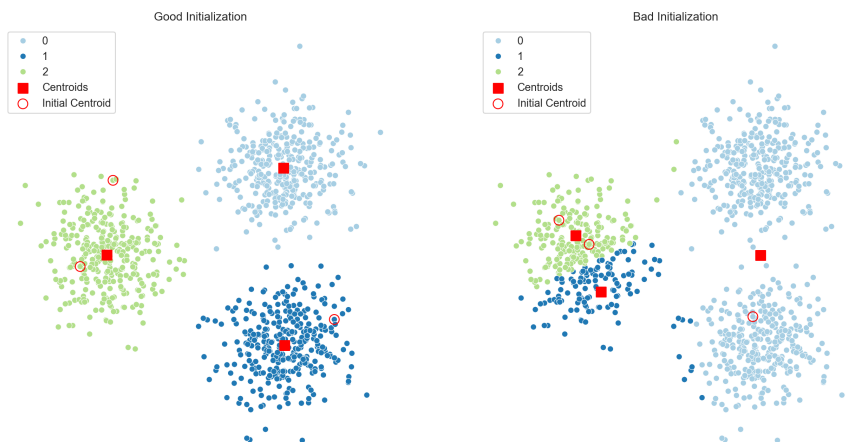 Good Initialization
0
1
2
Centroids
Initial Centroid
Bad Initialization
0
1
2
Centroids
Initial Centroid